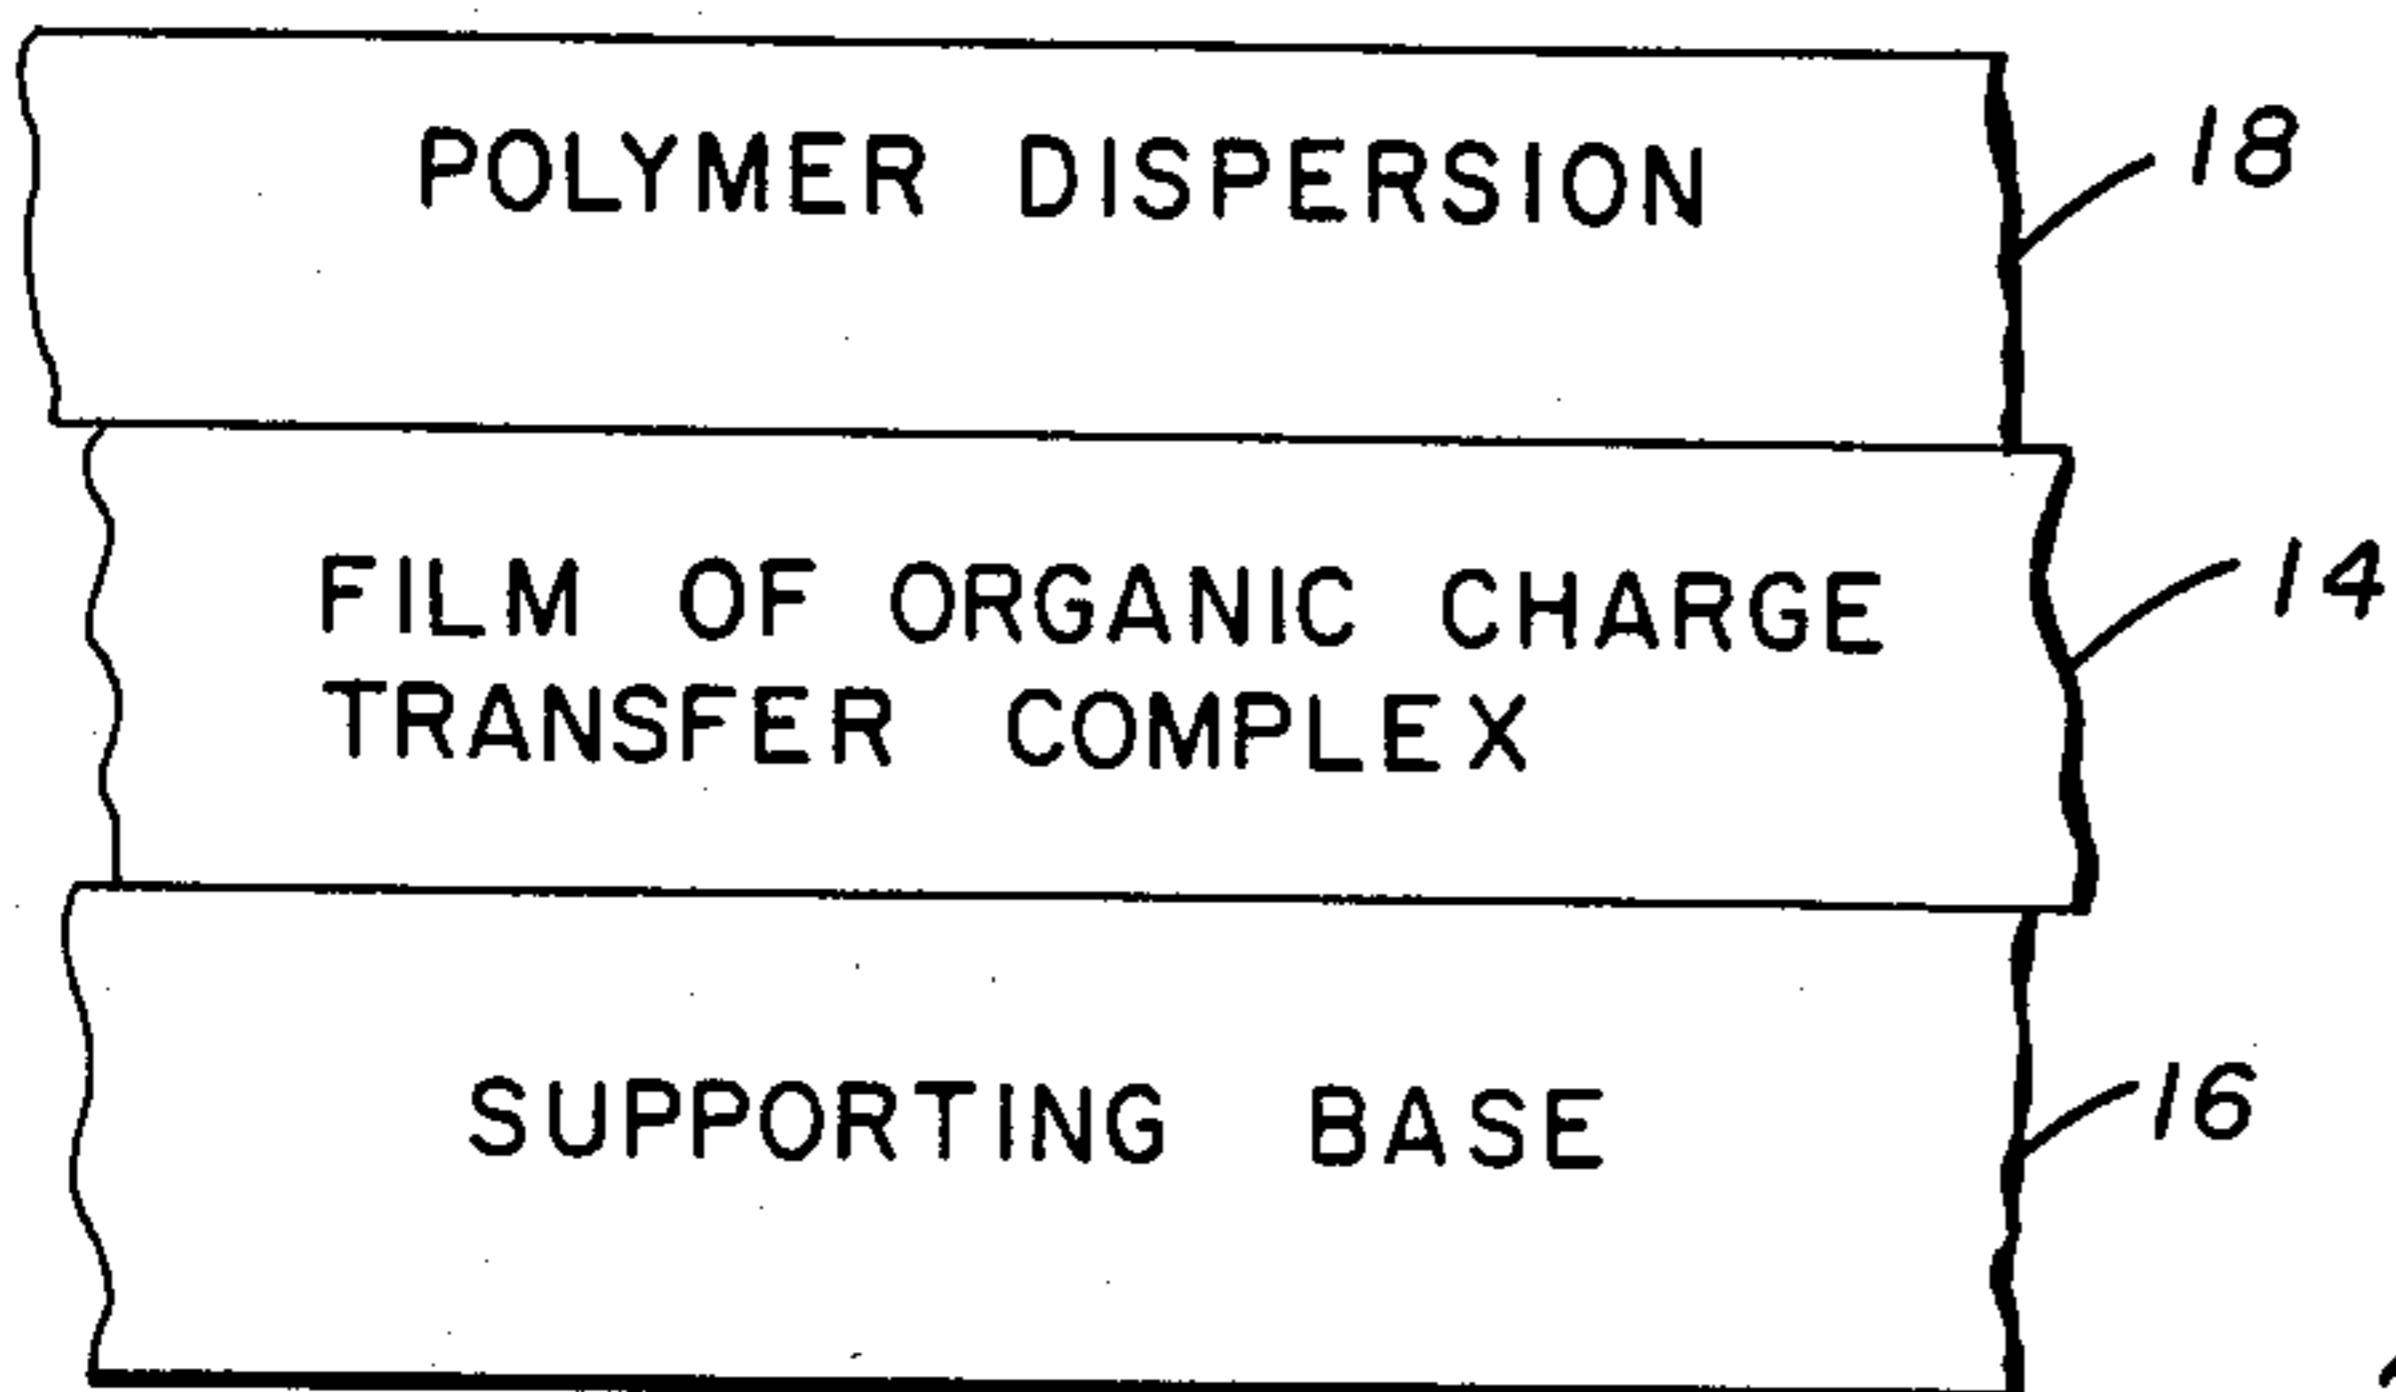 POLYMER DISPERSION
18
FILM OF ORGANIC CHARGE
TRANSFER COMPLEX
14
SUPPORTING BASE
16